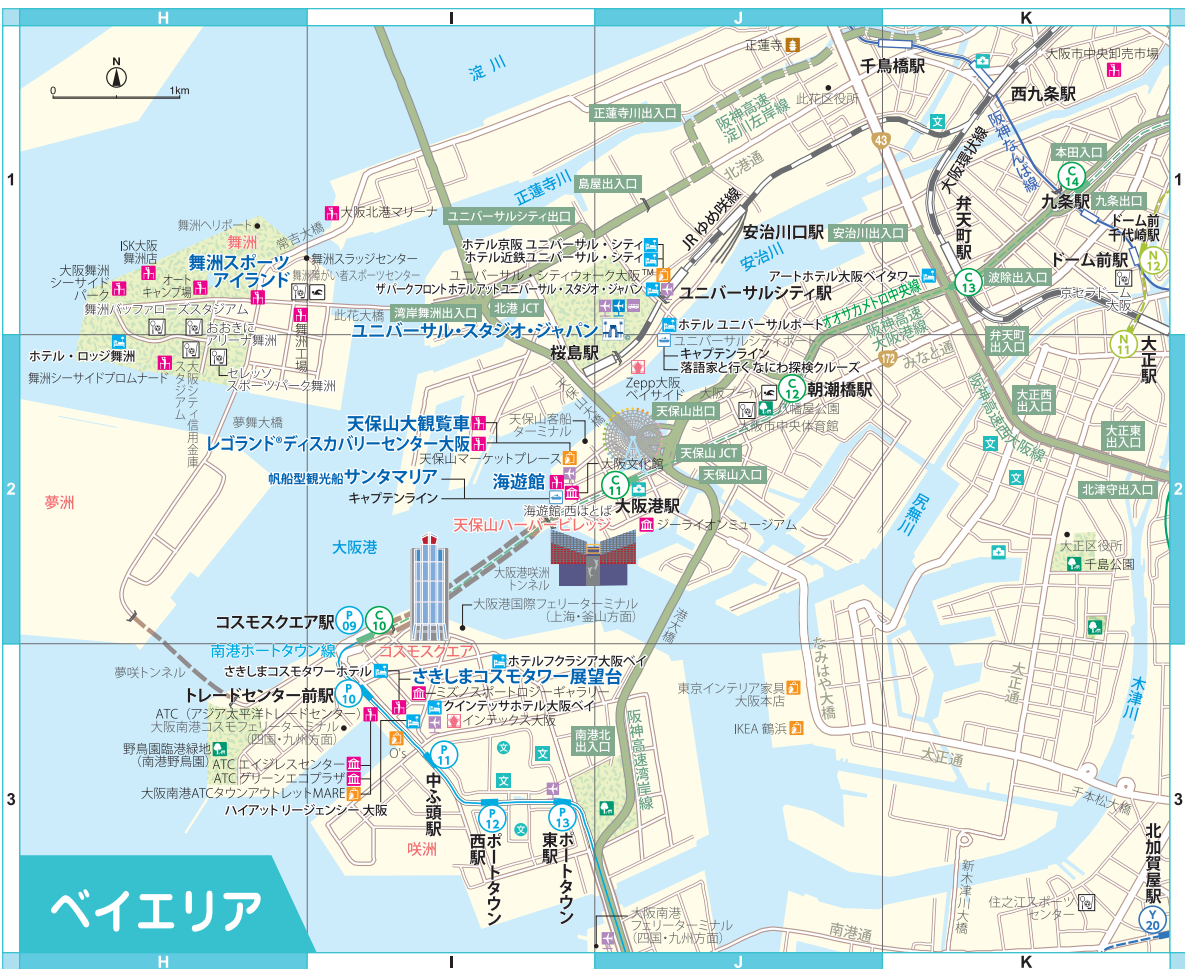 H
I
J
K
N
0
1km
淀川
正蓮寺
千鳥橋駅
大阪市中央卸売市場
此花区役所
西九条駅
正蓮寺川出入口
阪神高速
淀川左岸線
43
大阪環状線
阪神なんば線
本田入口
C
14
九条駅
九条出口
1
1
正蓮寺川
島屋出入口
北港通
大阪北港マリーナ
ユニバーサルシティ出口
JRゆめ咲線
弁天町駅
ドーム前
千代崎駅
舞洲ヘリポート
舞洲
常吉大橋
ホテル京阪 ユニバーサル・シティ
ホテル近鉄ユニバーサル・シティ
安治川口駅
安治川出入口
安治川
ドーム前駅
N
12
ISK大阪
舞洲店
舞洲スポーツ
アイランド
舞洲スラッジセンター
舞洲障がい者スポーツセンター
ユニバーサル・シティウォーク大阪™
アートホテル大阪ベイタワー
C
13
波除出入口
大阪舞洲
シーサイド
パーク
オート
キャンプ場
ザ パーク フロント ホテル アット ユニバーサル・スタジオ・ジャパン
ユニバーサルシティ駅
京セラドーム
大阪
舞洲バッファローズスタジアム
此花大橋
湾岸舞洲出入口
北港 JCT
オオサカメトロ中央線
ユニバーサル・スタジオ・ジャパン
ホテル ユニバーサルポート
阪神高速
大阪港線
弁天町
出入口
おおきに
アリーナ舞洲
舞洲工場
桜島駅
ユニバーサルシティポート
キャプテンライン
落語家と行くなにわ探検クルーズ
みなと通
172
N
11
大正駅
ホテル・ロッジ舞洲
舞洲シーサイドプロムナード
セレッソ
スポーツパーク舞洲
大阪シティ信用金庫
スタジアム
天保山大橋
Zepp大阪
ベイサイド
大阪プール
C
12
朝潮橋駅
八幡屋公園
大阪市中央体育館
大正西
出入口
夢舞大橋
天保山大観覧車
天保山客船
ターミナル
天保山出口
阪神高速西大阪線
大正東
出入口
レゴランド®ディスカバリーセンター大阪
天保山マーケットプレース
天保山 JCT
大阪文化館
天保山入口
2
2
帆船型観光船サンタマリア
海遊館
C
11
大阪港駅
北津守出入口
夢洲
キャプテンライン
海遊館 西はとば
尻無川
天保山ハーバービレッジ
ジーライオンミュージアム
大阪港
大正区役所
千島公園
大阪港咲洲
トンネル
大阪港国際フェリーターミナル
(上海・釜山方面)
港大橋
コスモスクエア駅
P
09
C
10
南港ポートタウン線
コスモスクエア
なみはや大橋
夢咲トンネル
さきしまコスモタワーホテル
ホテルフクラシア大阪ベイ
さきしまコスモタワー展望台
大正通
木津川
トレードセンター前駅
P
10
ミズノスポートロジーギャラリー
東京インテリア家具
大阪本店
クインテッサホテル大阪ベイ
ATC (アジア太平洋トレードセンター)
インテックス大阪
大阪南港コスモフェリーターミナル
(四国・九州方面)
IKEA 鶴浜
南港北
出入口
阪神高速湾岸線
野鳥園臨港緑地
(南港野鳥園)
O's
P
11
大正通
ATC エイジレスセンター
ATC グリーンエコプラザ
大阪南港ATCタウンアウトレットMARE
ハイアット リージェンシー 大阪
中ふ頭駅
3
3
千本松大橋
P
12
P
13
咲洲
ポートタウン
西駅
ポートタウン
東駅
北加賀屋駅
新木津川大橋
住之江スポーツ
センター
Y
20
ベイエリア
大阪南港
フェリーターミナル
(四国・九州方面)
南港通
H
I
J
K
文
文
文
文
文
文
文